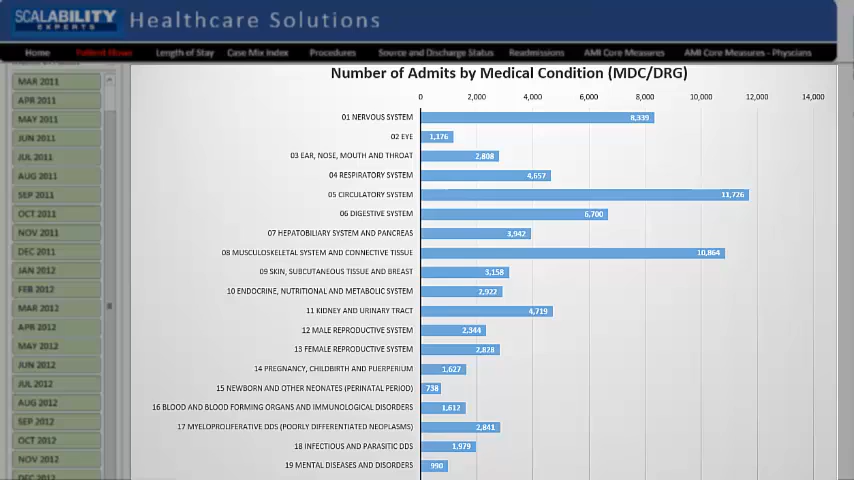 SCALABILITY
EXPERTS
Healthcare Solutions
Home Patient Flows Length of Stay Case Mix Index Procedures Source and Discharge Status Readmissions AMI Core Measures AMI Core Measures - Physcians
MAR 2011
APR 2011
MAY 2011
JUN 2011
JUL 2011
AUG 2011
SEP 2011
OCT 2011
NOV 2011
DEC 2011
JAN 2012
FEB 2012
MAR 2012
APR 2012
MAY 2012
JUN 2012
JUL 2012
AUG 2012
SEP 2012
OCT 2012
NOV 2012
DEC 2012
Number of Admits by Medical Condition (MDC/DRG)
0 2,000 4,000 6,000 8,000 10,000 12,000 14,000
01 NERVOUS SYSTEM 8,339
02 EYE 1,176
03 EAR, NOSE, MOUTH AND THROAT 2,808
04 RESPIRATORY SYSTEM 4,657
05 CIRCULATORY SYSTEM 11,726
06 DIGESTIVE SYSTEM 6,700
07 HEPATOBILIARY SYSTEM AND PANCREAS 3,942
08 MUSCULOSKELETAL SYSTEM AND CONNECTIVE TISSUE 10,864
09 SKIN, SUBCUTANEOUS TISSUE AND BREAST 3,158
10 ENDOCRINE, NUTRITIONAL AND METABOLIC SYSTEM 2,922
11 KIDNEY AND URINARY TRACT 4,719
12 MALE REPRODUCTIVE SYSTEM 2,344
13 FEMALE REPRODUCTIVE SYSTEM 2,828
14 PREGNANCY, CHILDBIRTH AND PUERPERIUM 1,627
15 NEWBORN AND OTHER NEONATES (PERINATAL PERIOD) 738
16 BLOOD AND BLOOD FORMING ORGANS AND IMMUNOLOGICAL DISORDERS 1,612
17 MYELOPROLIFERATIVE DDS (POORLY DIFFERENTIATED NEOPLASMS) 2,841
18 INFECTIOUS AND PARASITIC DDS 1,979
19 MENTAL DISEASES AND DISORDERS 990